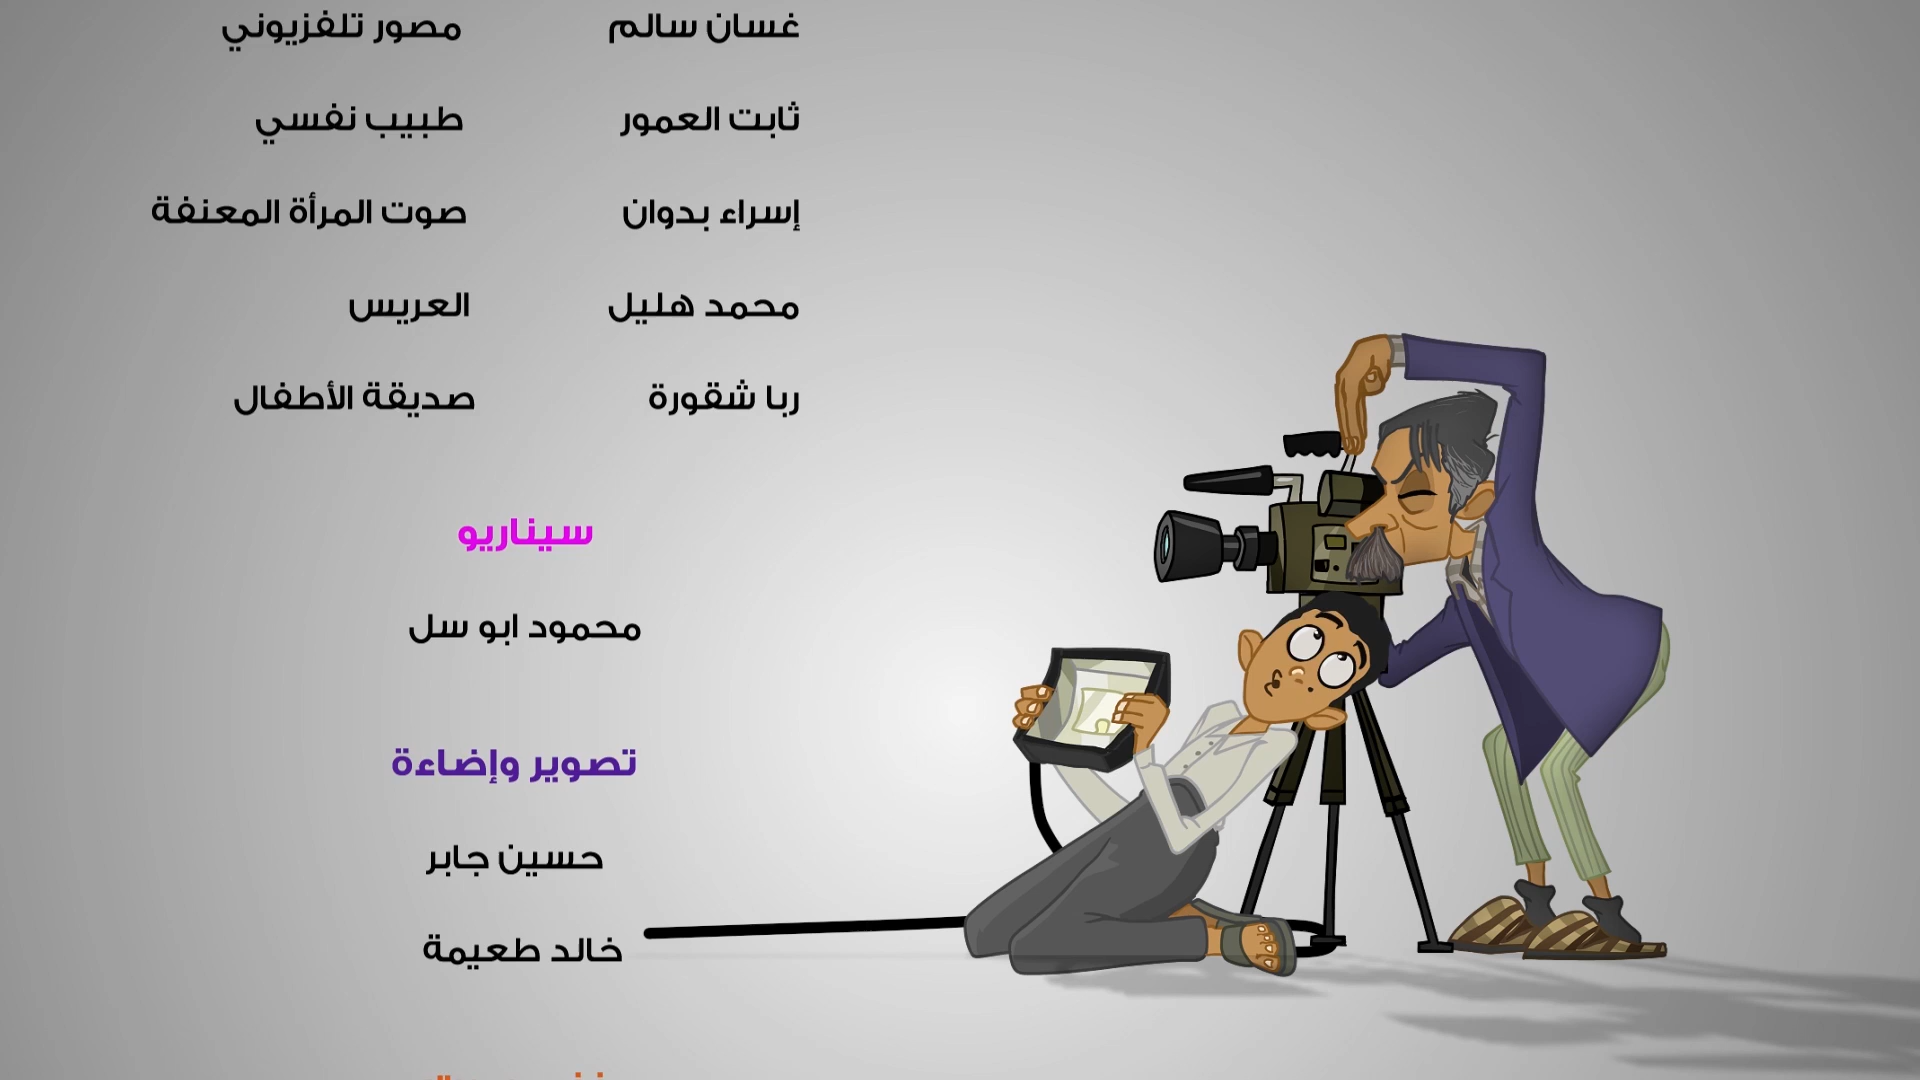 غسان سالم مصور تلفزيوني
ثابت العمور طبيب نفسي
إسراء بدوان صوت المرأة المعنفة
محمد هليل العريس
ربا شقورة صديقة الأطفال
سيناريو
محمود ابو سل
تصوير وإضاءة
حسين جابر
خالد طعيمة